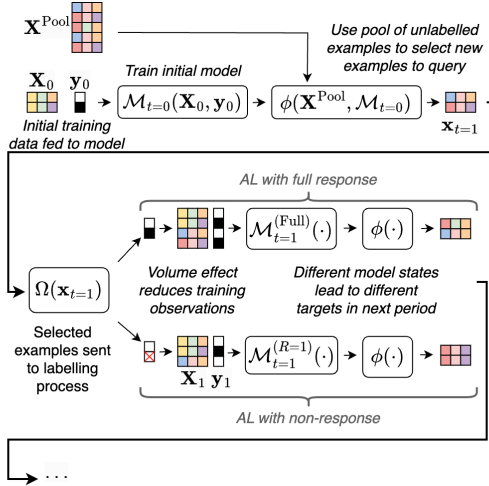 X^Pool
Use pool of unlabelled
examples to select new
examples to query
X_0 y_0
Train initial model
M_{t=0}(X_0, y_0)
ϕ(X^Pool, M_{t=0})
x_{t=1}
Initial training
data fed to model
AL with full response
M_{t=1}^{(Full)}(·)
ϕ(·)
Ω(x_{t=1})
Volume effect
reduces training
observations
Different model states
lead to different
targets in next period
Selected
examples sent
to labelling
process
M_{t=1}^{(R=1)}(·)
ϕ(·)
X_1 y_1
AL with non-response
...